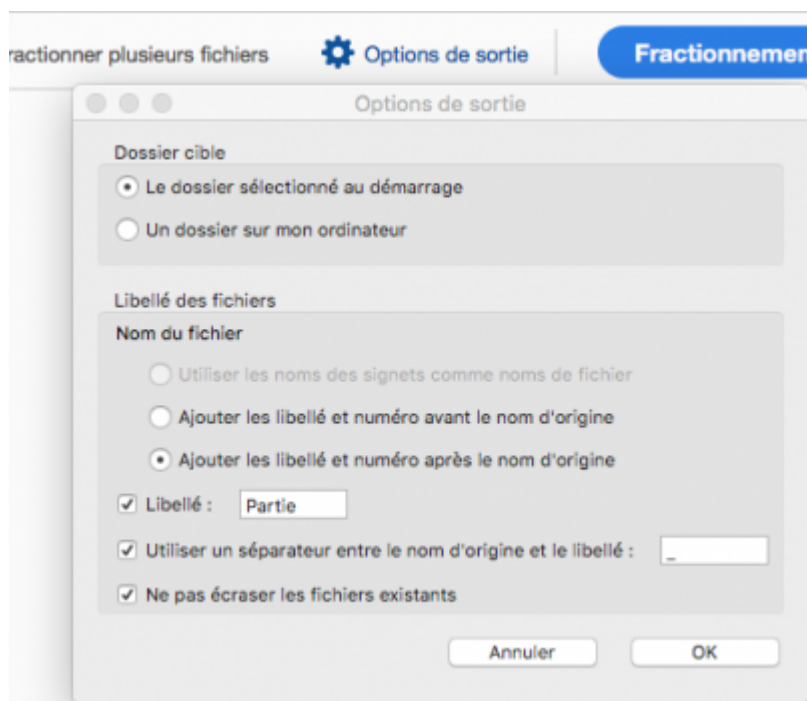 ractionner plusieurs fichiers Options de sortie Fractionnemen
Options de sortie
Dossier cible
Le dossier sélectionné au démarrage
Un dossier sur mon ordinateur
Libellé des fichiers
Nom du fichier
Utiliser les noms des signets comme noms de fichier
Ajouter les libellé et numéro avant le nom d'origine
Ajouter les libellé et numéro après le nom d'origine
Libellé : Partie
Utiliser un séparateur entre le nom d'origine et le libellé : _
Ne pas écraser les fichiers existants
Annuler OK